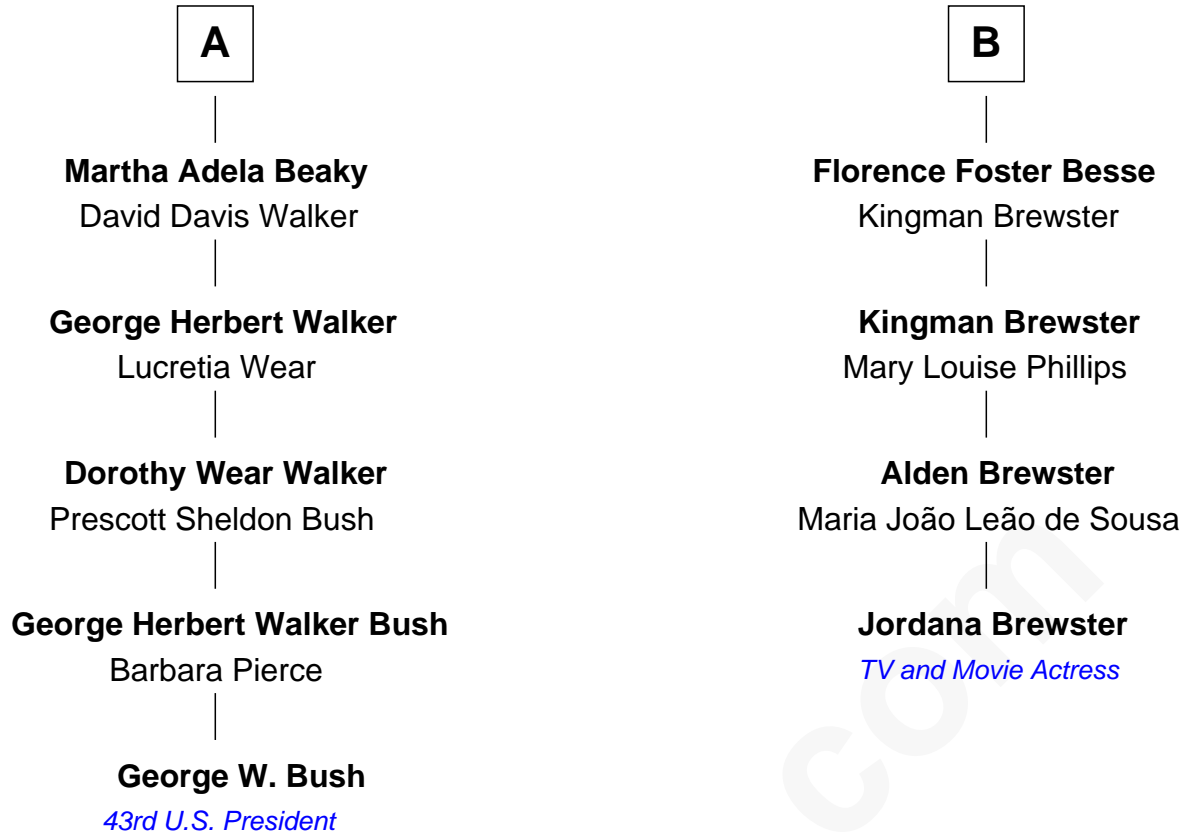 A
Martha Adela Beaky
David Davis Walker
George Herbert Walker
Lucretia Wear
Dorothy Wear Walker
Prescott Sheldon Bush
George Herbert Walker Bush
Barbara Pierce
George W. Bush
43rd U.S. President
B
Florence Foster Besse
Kingman Brewster
Kingman Brewster
Mary Louise Phillips
Alden Brewster
Maria João Leão de Sousa
Jordana Brewster
TV and Movie Actress
com